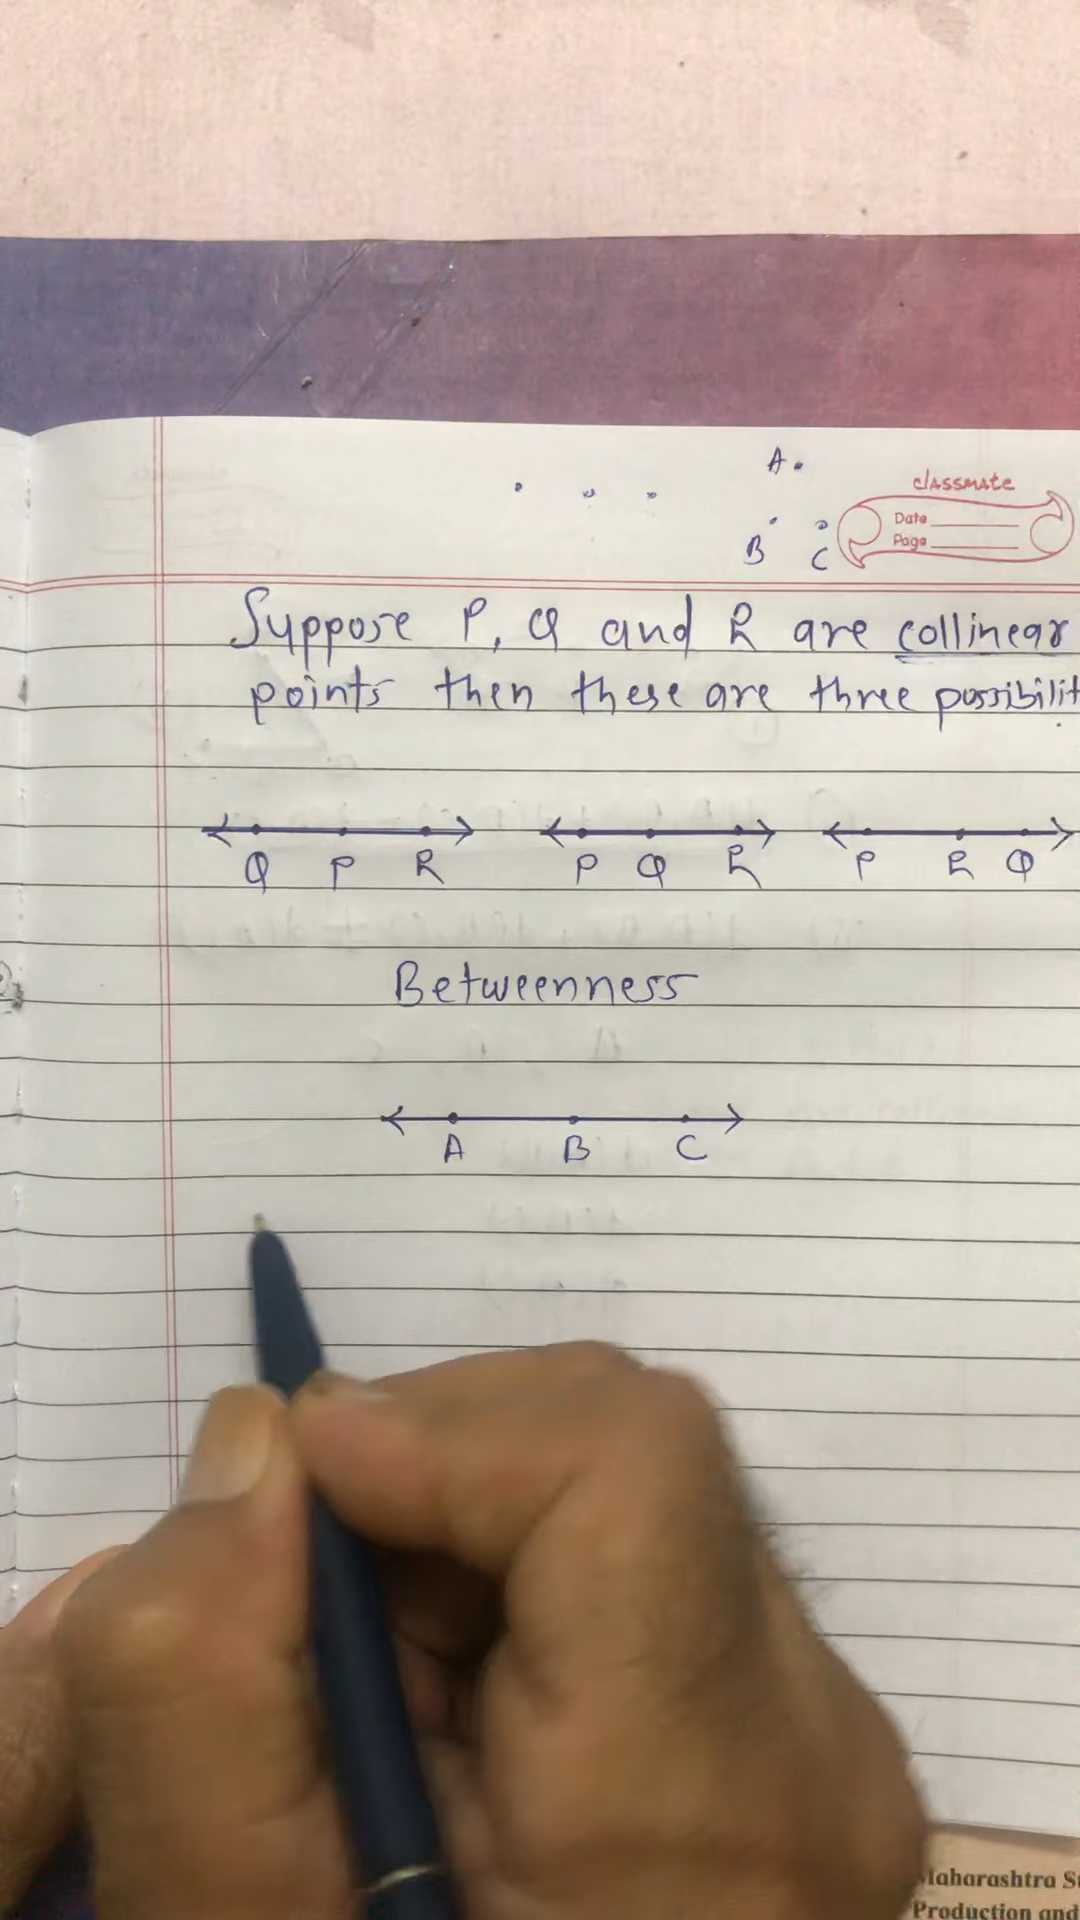 A
classmate
Date
Page
B C
Suppose P, Q and R are collinear
points then these are three possibilit
Q P R P Q R P R Q
Betweenness
A B C
Maharashtra S
Production and